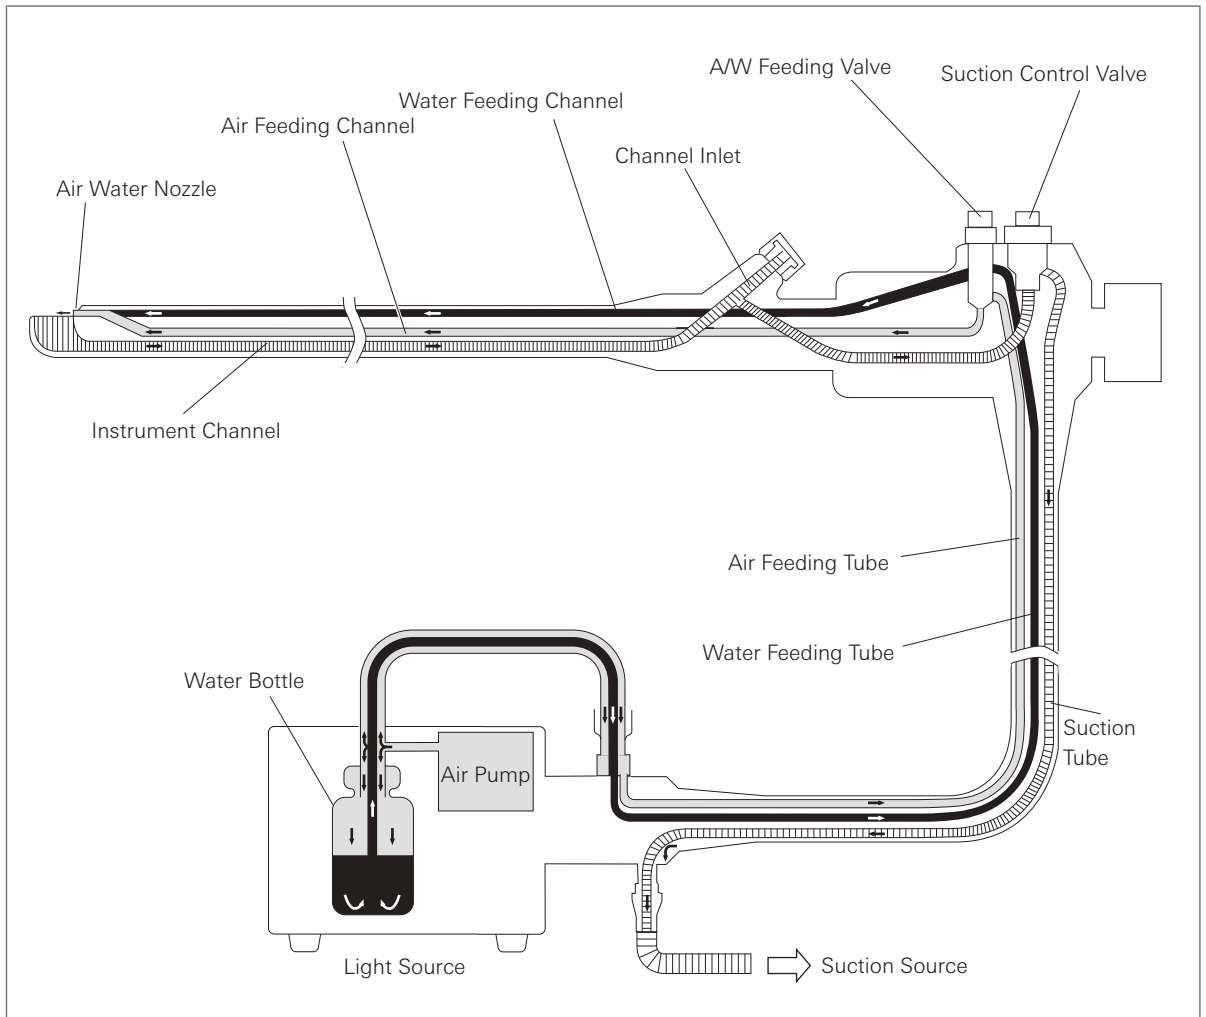 A/W Feeding Valve
Suction Control Valve
Water Feeding Channel
Air Feeding Channel
Channel Inlet
Air Water Nozzle
Instrument Channel
Air Feeding Tube
Water Feeding Tube
Water Bottle
Suction
Tube
Air Pump
Light Source
Suction Source